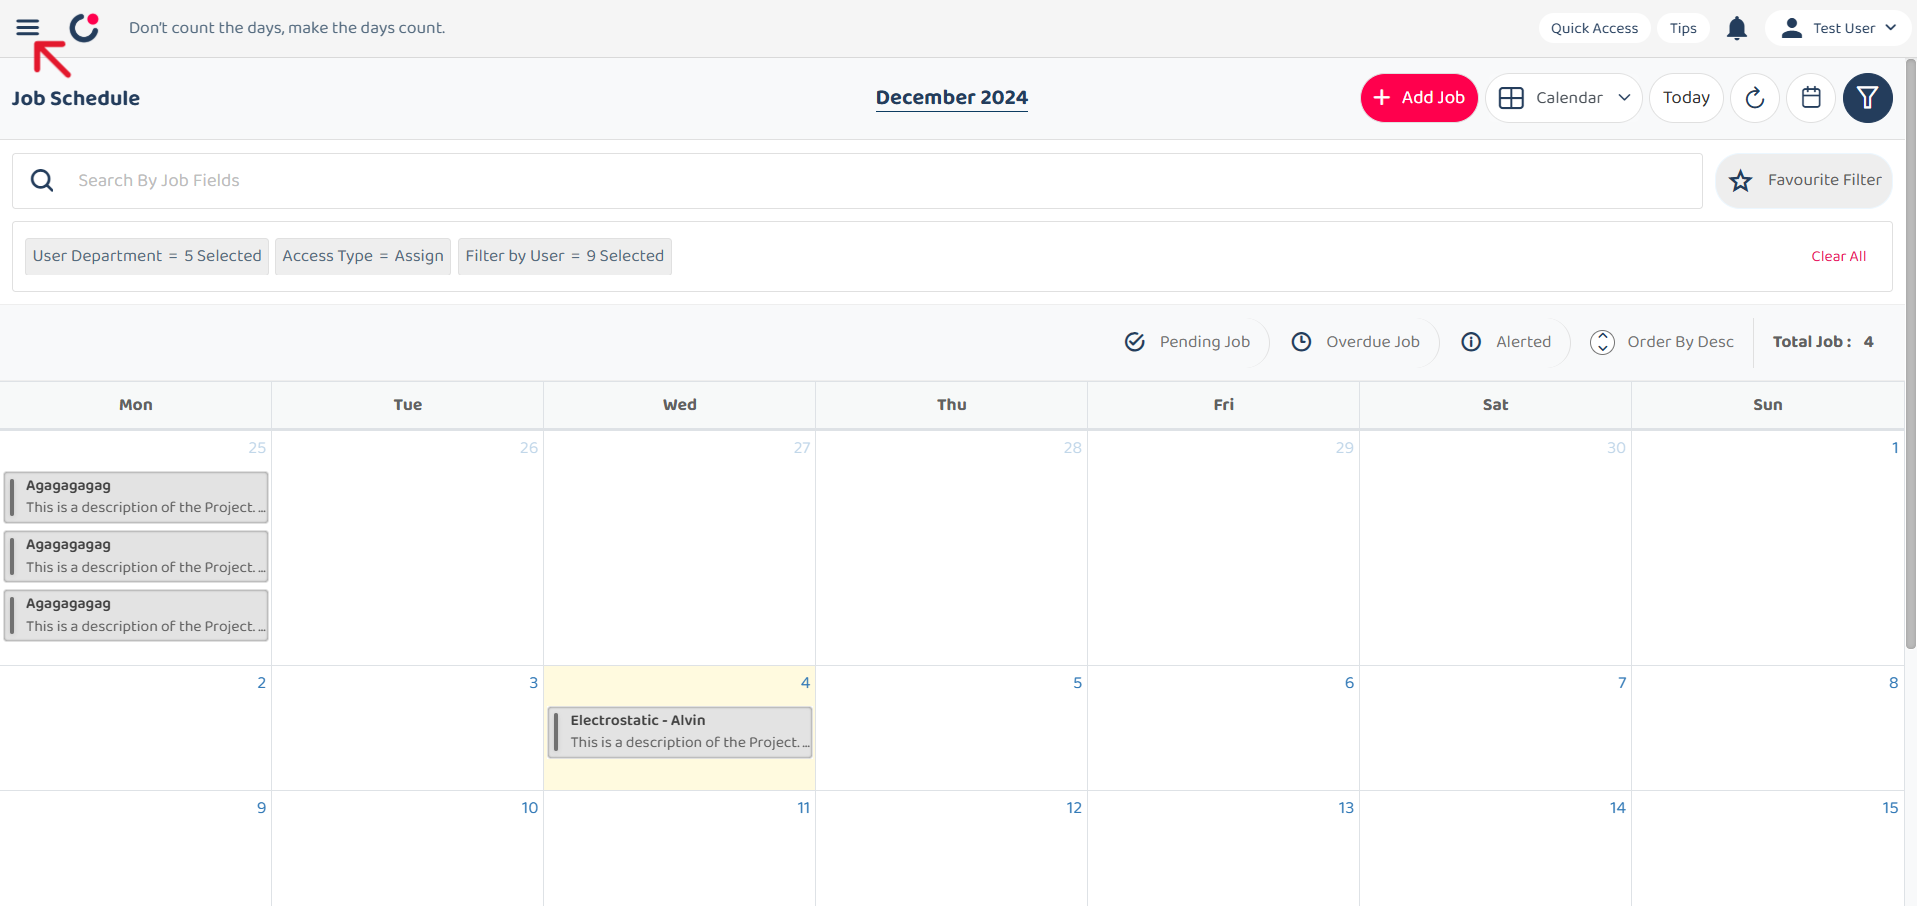 Don't count the days, make the days count.
Quick Access
Tips
Test User
Job Schedule
December 2024
Add Job
Calendar
Today
Search By Job Fields
Favourite Filter
User Department = 5 Selected
Access Type = Assign
Filter by User = 9 Selected
Clear All
Pending Job
Overdue Job
Alerted
Order By Desc
Total Job : 4
Mon Tue Wed Thu Fri Sat Sun
25 26 27 28 29 30 1
Agagagagag
This is a description of the Project. ...
Agagagagag
This is a description of the Project. ...
Agagagagag
This is a description of the Project. ...
2 3 4 5 6 7 8
Electrostatic - Alvin
This is a description of the Project. ...
9 10 11 12 13 14 15